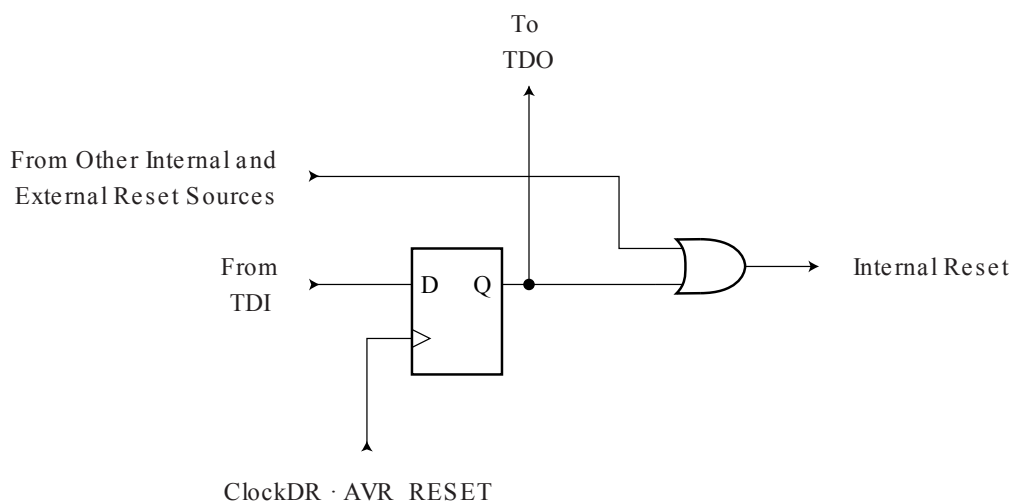 To
TDO
From Other Internal and
External Reset Sources
From
TDI
D Q
Internal Reset
ClockDR · AVR_RESET